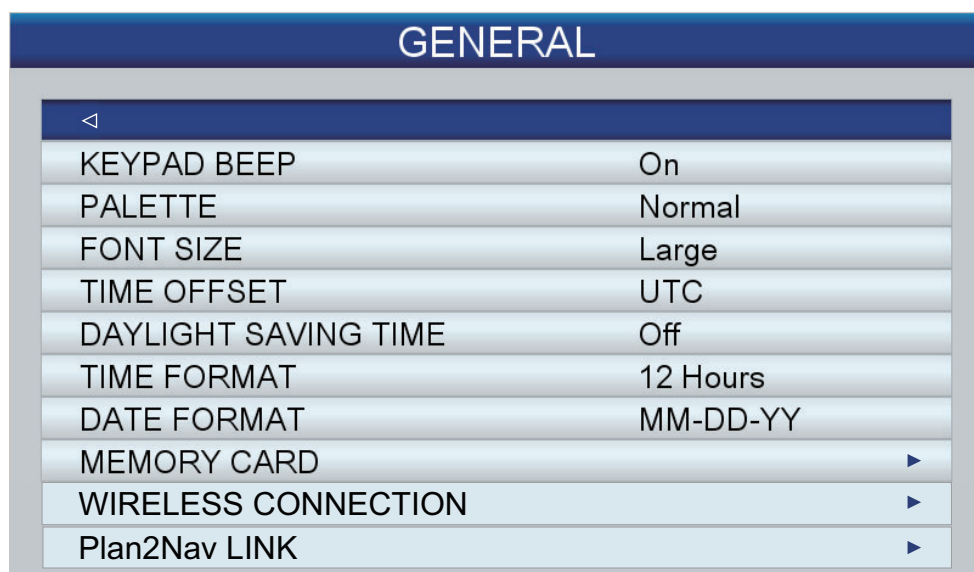 GENERAL
KEYPAD BEEP On
PALETTE Normal
FONT SIZE Large
TIME OFFSET UTC
DAYLIGHT SAVING TIME Off
TIME FORMAT 12 Hours
DATE FORMAT MM-DD-YY
MEMORY CARD
WIRELESS CONNECTION
Plan2Nav LINK